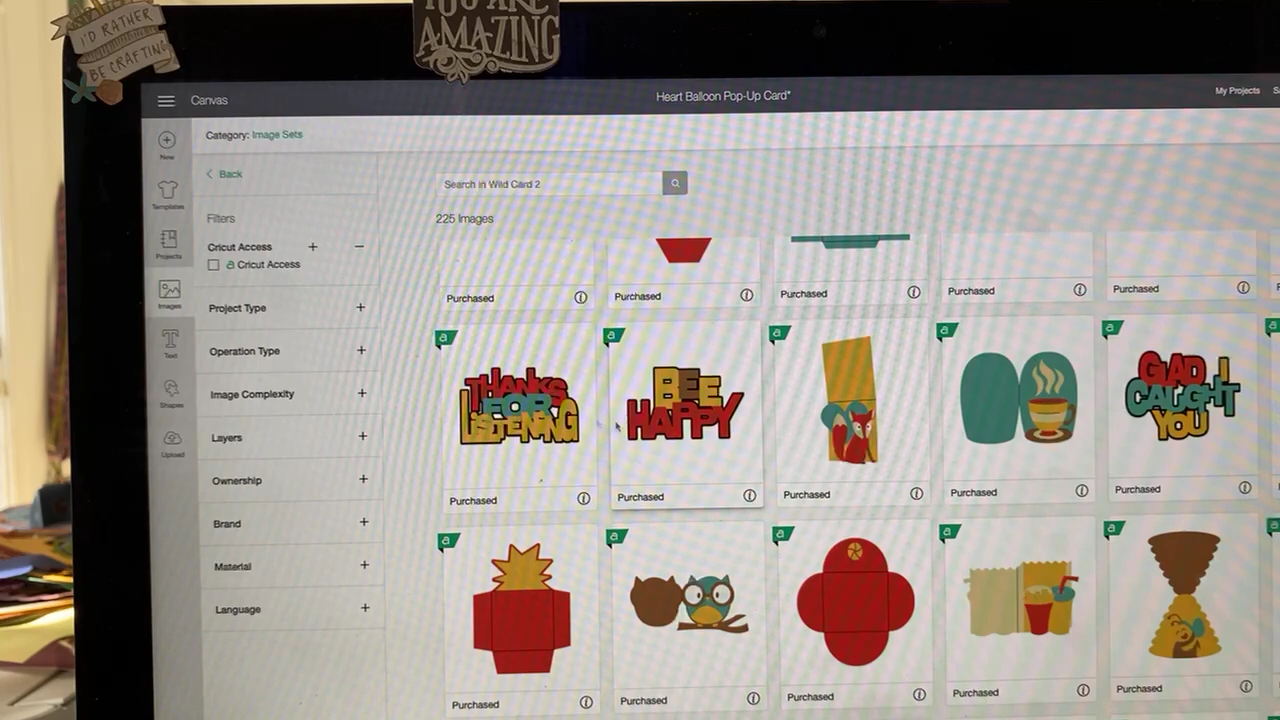 I'D RATHER
BE CRAFTING
YOU ARE
AMAZING
Canvas
Heart Balloon Pop-Up Card*
My Projects
Category: Image Sets
New
Back
Search in Wild Card 2
Templates
Filters
225 Images
Projects
Cricut Access + −
a Cricut Access
Images
Purchased
Purchased
Purchased
Purchased
Purchased
Project Type +
Text
Operation Type +
Shapes
Image Complexity +
Upload
Layers +
Ownership +
Brand +
Material +
Language +
a
a
a
a
a
THANKS
FOR
LISTENING
BEE
HAPPY
GLAD I
CAUGHT
YOU
Purchased
Purchased
Purchased
Purchased
Purchased
a
a
a
a
a
Purchased
Purchased
Purchased
Purchased
Purchased